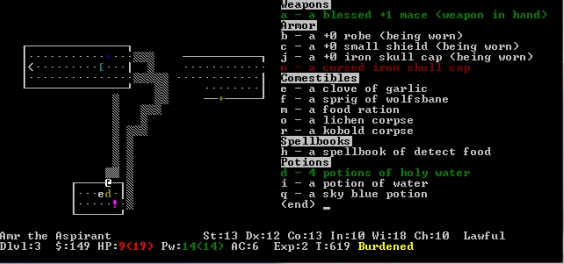 Weapons
a - a blessed +1 mace (weapon in hand)
Armor
b - a +0 robe (being worn)
c - a +0 small shield (being worn)
j - a +0 iron skull cap (being worn)
n - a cursed iron skull cap
Comestibles
e - a clove of garlic
f - a sprig of wolfsbane
m - a food ration
o - a lichen corpse
r - a kobold corpse
Spellbooks
h - a spellbook of detect food
Potions
d - 4 potions of holy water
i - a potion of water
q - a sky blue potion
(end)
Amr the Aspirant St:13 Dx:12 Co:13 In:10 Wi:18 Ch:10 Lawful
Dlvl:3 $:149 HP:9(19) Pw:14(14) AC:6 Exp:2 T:619 Burdened